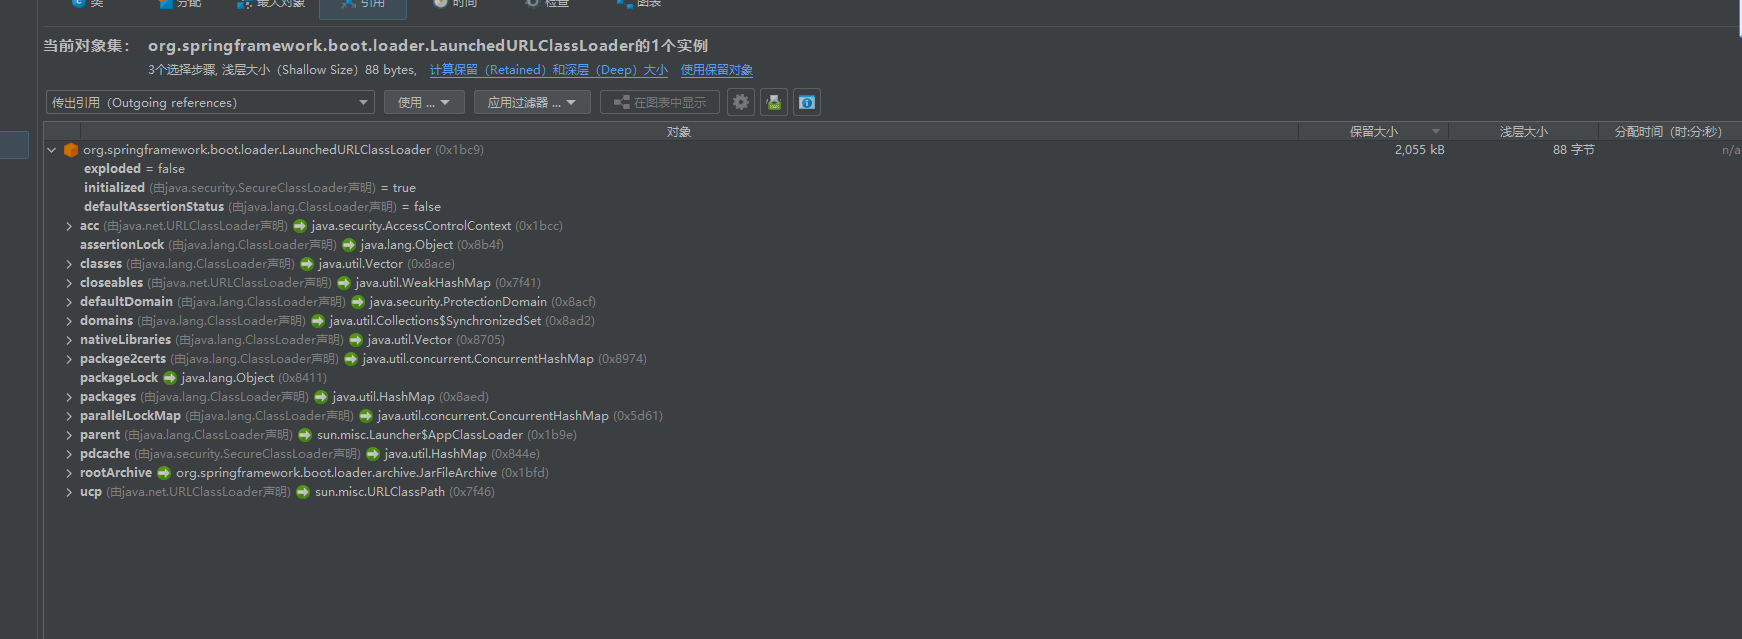 类 分配 最大对象 引用 时间 检查 图表
当前对象集： org.springframework.boot.loader.LaunchedURLClassLoader的1个实例
3个选择步骤, 浅层大小（Shallow Size）88 bytes, 计算保留（Retained）和深层（Deep）大小 使用保留对象
传出引用（Outgoing references） 使用 ... 应用过滤器 ... 在图表中显示
对象 保留大小 浅层大小 分配时间（时:分:秒）
org.springframework.boot.loader.LaunchedURLClassLoader (0x1bc9) 2,055 kB 88 字节 n/a
exploded = false
initialized (由java.security.SecureClassLoader声明) = true
defaultAssertionStatus (由java.lang.ClassLoader声明) = false
acc (由java.net.URLClassLoader声明) java.security.AccessControlContext (0x1bcc)
assertionLock (由java.lang.ClassLoader声明) java.lang.Object (0x8b4f)
classes (由java.lang.ClassLoader声明) java.util.Vector (0x8ace)
closeables (由java.net.URLClassLoader声明) java.util.WeakHashMap (0x7f41)
defaultDomain (由java.lang.ClassLoader声明) java.security.ProtectionDomain (0x8acf)
domains (由java.lang.ClassLoader声明) java.util.Collections$SynchronizedSet (0x8ad2)
nativeLibraries (由java.lang.ClassLoader声明) java.util.Vector (0x8705)
package2certs (由java.lang.ClassLoader声明) java.util.concurrent.ConcurrentHashMap (0x8974)
packageLock java.lang.Object (0x8411)
packages (由java.lang.ClassLoader声明) java.util.HashMap (0x8aed)
parallelLockMap (由java.lang.ClassLoader声明) java.util.concurrent.ConcurrentHashMap (0x5d61)
parent (由java.lang.ClassLoader声明) sun.misc.Launcher$AppClassLoader (0x1b9e)
pdcache (由java.security.SecureClassLoader声明) java.util.HashMap (0x844e)
rootArchive org.springframework.boot.loader.archive.JarFileArchive (0x1bfd)
ucp (由java.net.URLClassLoader声明) sun.misc.URLClassPath (0x7f46)